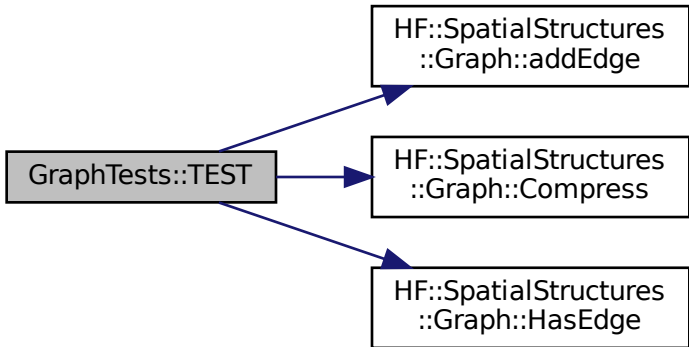 GraphTests::TEST
HF::SpatialStructures
::Graph::addEdge
HF::SpatialStructures
::Graph::Compress
HF::SpatialStructures
::Graph::HasEdge